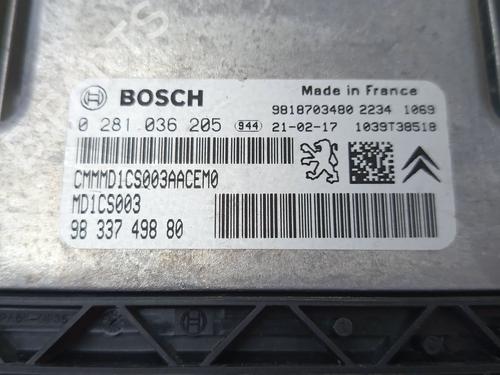 BOSCH
Made in France
9818703480 2234 1069
0 281 036 205 944 21-02-17 1039T38518
CMMMD1CS003AACEM0
MD1CS003
98 337 498 80